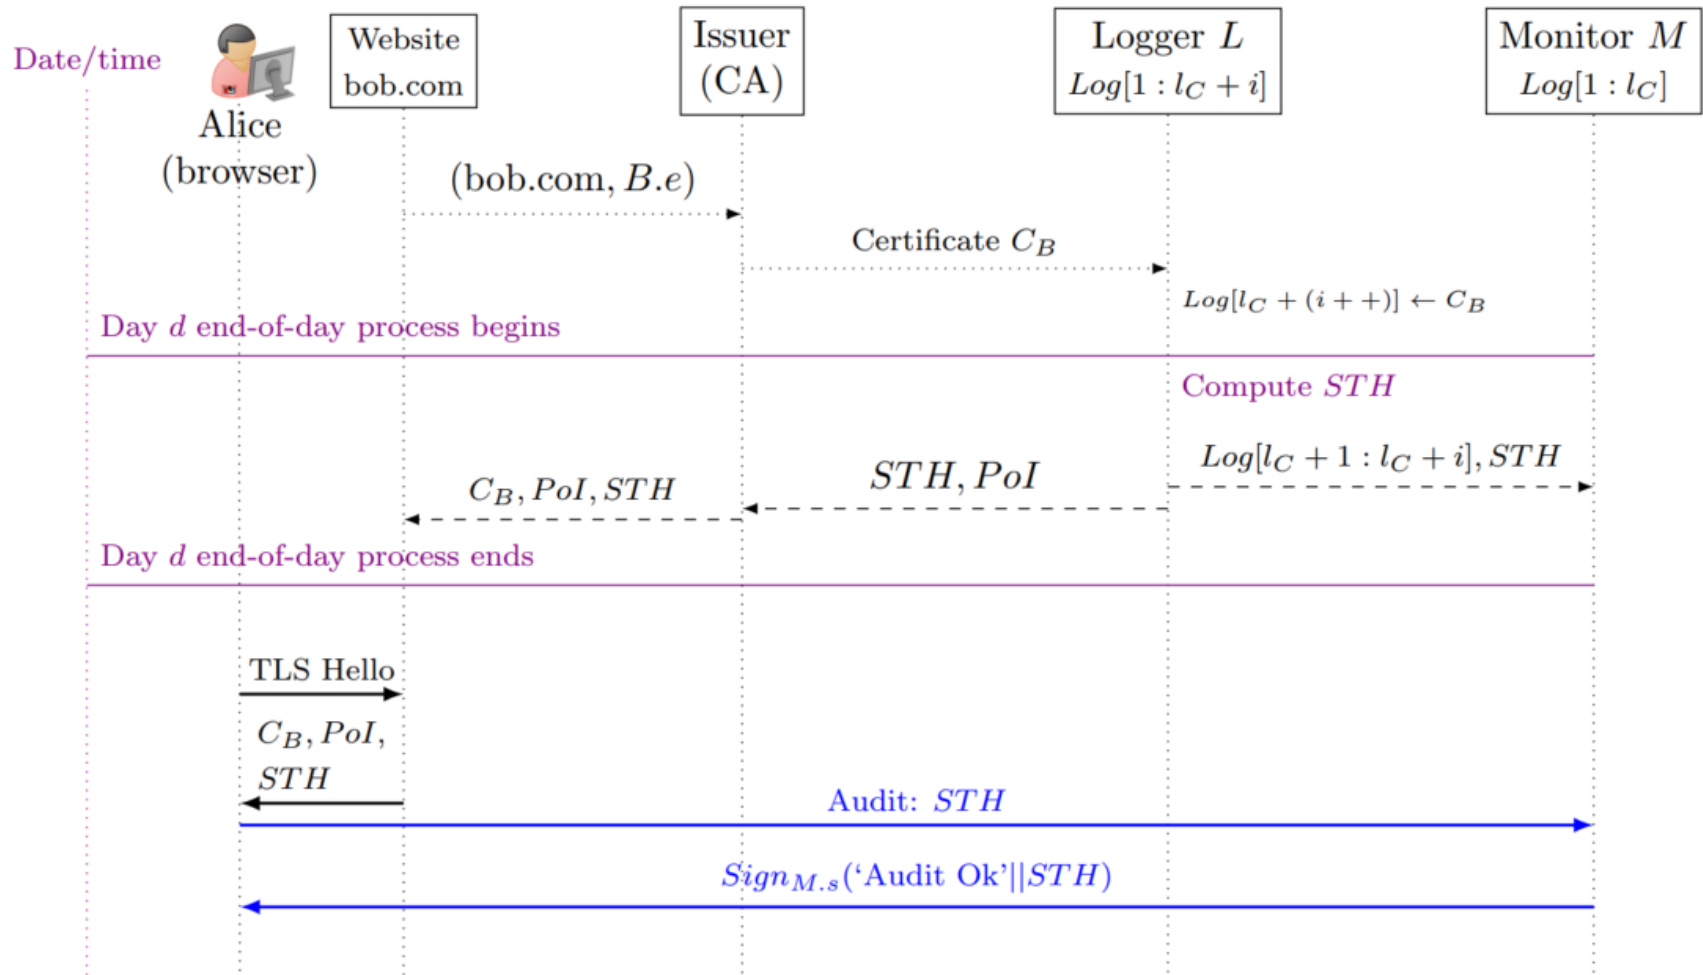 Date/time
Alice
(browser)
Website
bob.com
Issuer
(CA)
Logger L
Log[1 : l_C + i]
Monitor M
Log[1 : l_C]
(bob.com, B.e)
Certificate C_B
Log[l_C + (i + +)] ← C_B
Day d end-of-day process begins
Compute STH
Log[l_C + 1 : l_C + i], STH
STH, PoI
C_B, PoI, STH
Day d end-of-day process ends
TLS Hello
C_B, PoI,
STH
Audit: STH
Sign_{M.s}(‘Audit Ok’||STH)